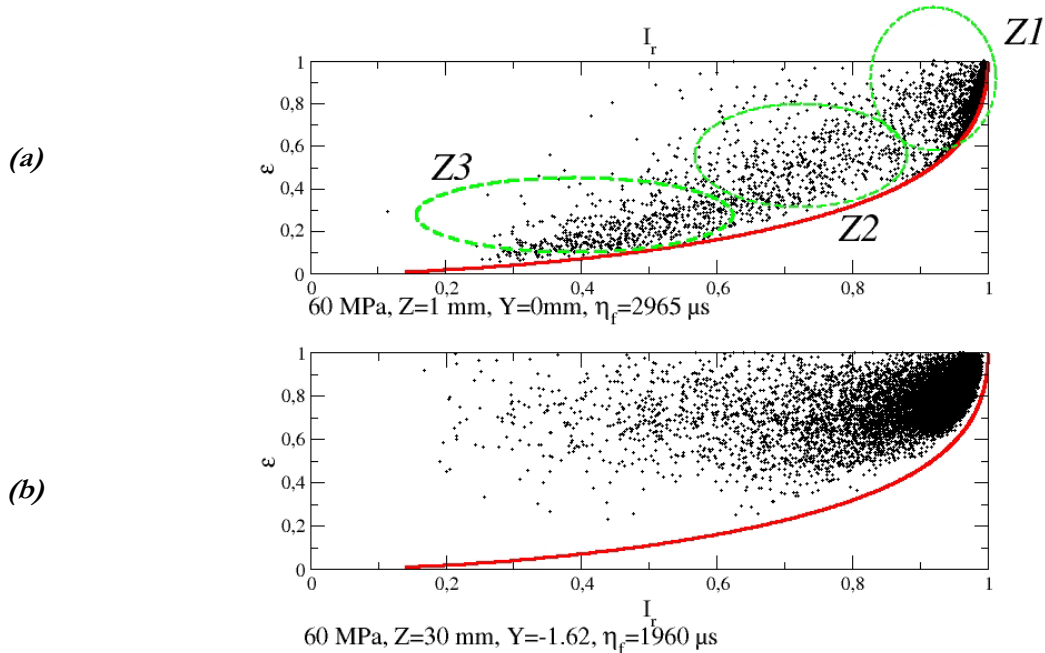 Z1
I_r
1
0,8
0,6
0,4
0,2
0
ε
(a)
Z3
Z2
0 0,2 0,4 0,6 0,8 1
60 MPa, Z=1 mm, Y=0mm, η_f=2965 μs
1
0,8
0,6
0,4
0,2
0
ε
(b)
0 0,2 0,4 0,6 0,8 1
I_r
60 MPa, Z=30 mm, Y=-1.62, η_f=1960 μs